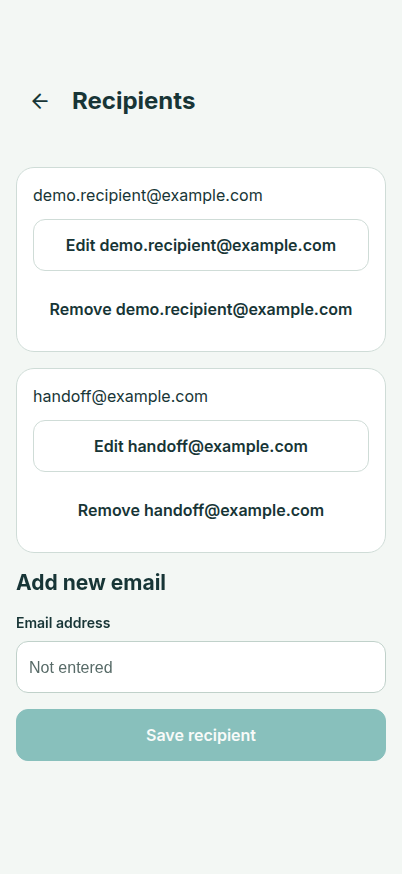 Recipients
demo.recipient@example.com
Edit demo.recipient@example.com
Remove demo.recipient@example.com
handoff@example.com
Edit handoff@example.com
Remove handoff@example.com
Add new email
Email address
Not entered
Save recipient